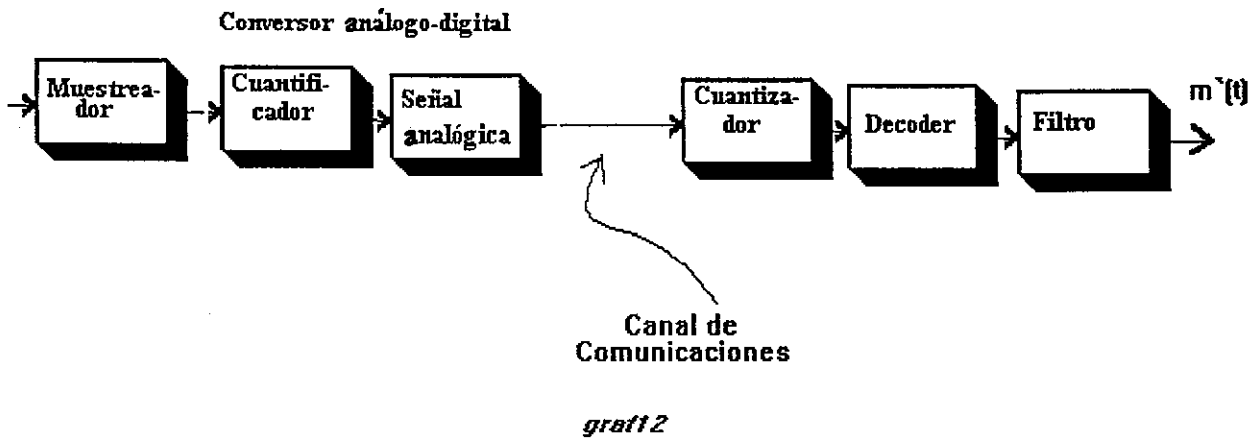 Conversor análogo-digital
Muestrea-
dor
Cuantifi-
cador
Señal
analógica
Cuantiza-
dor
Decoder
Filtro
m`(t)
Canal de
Comunicaciones
graf12